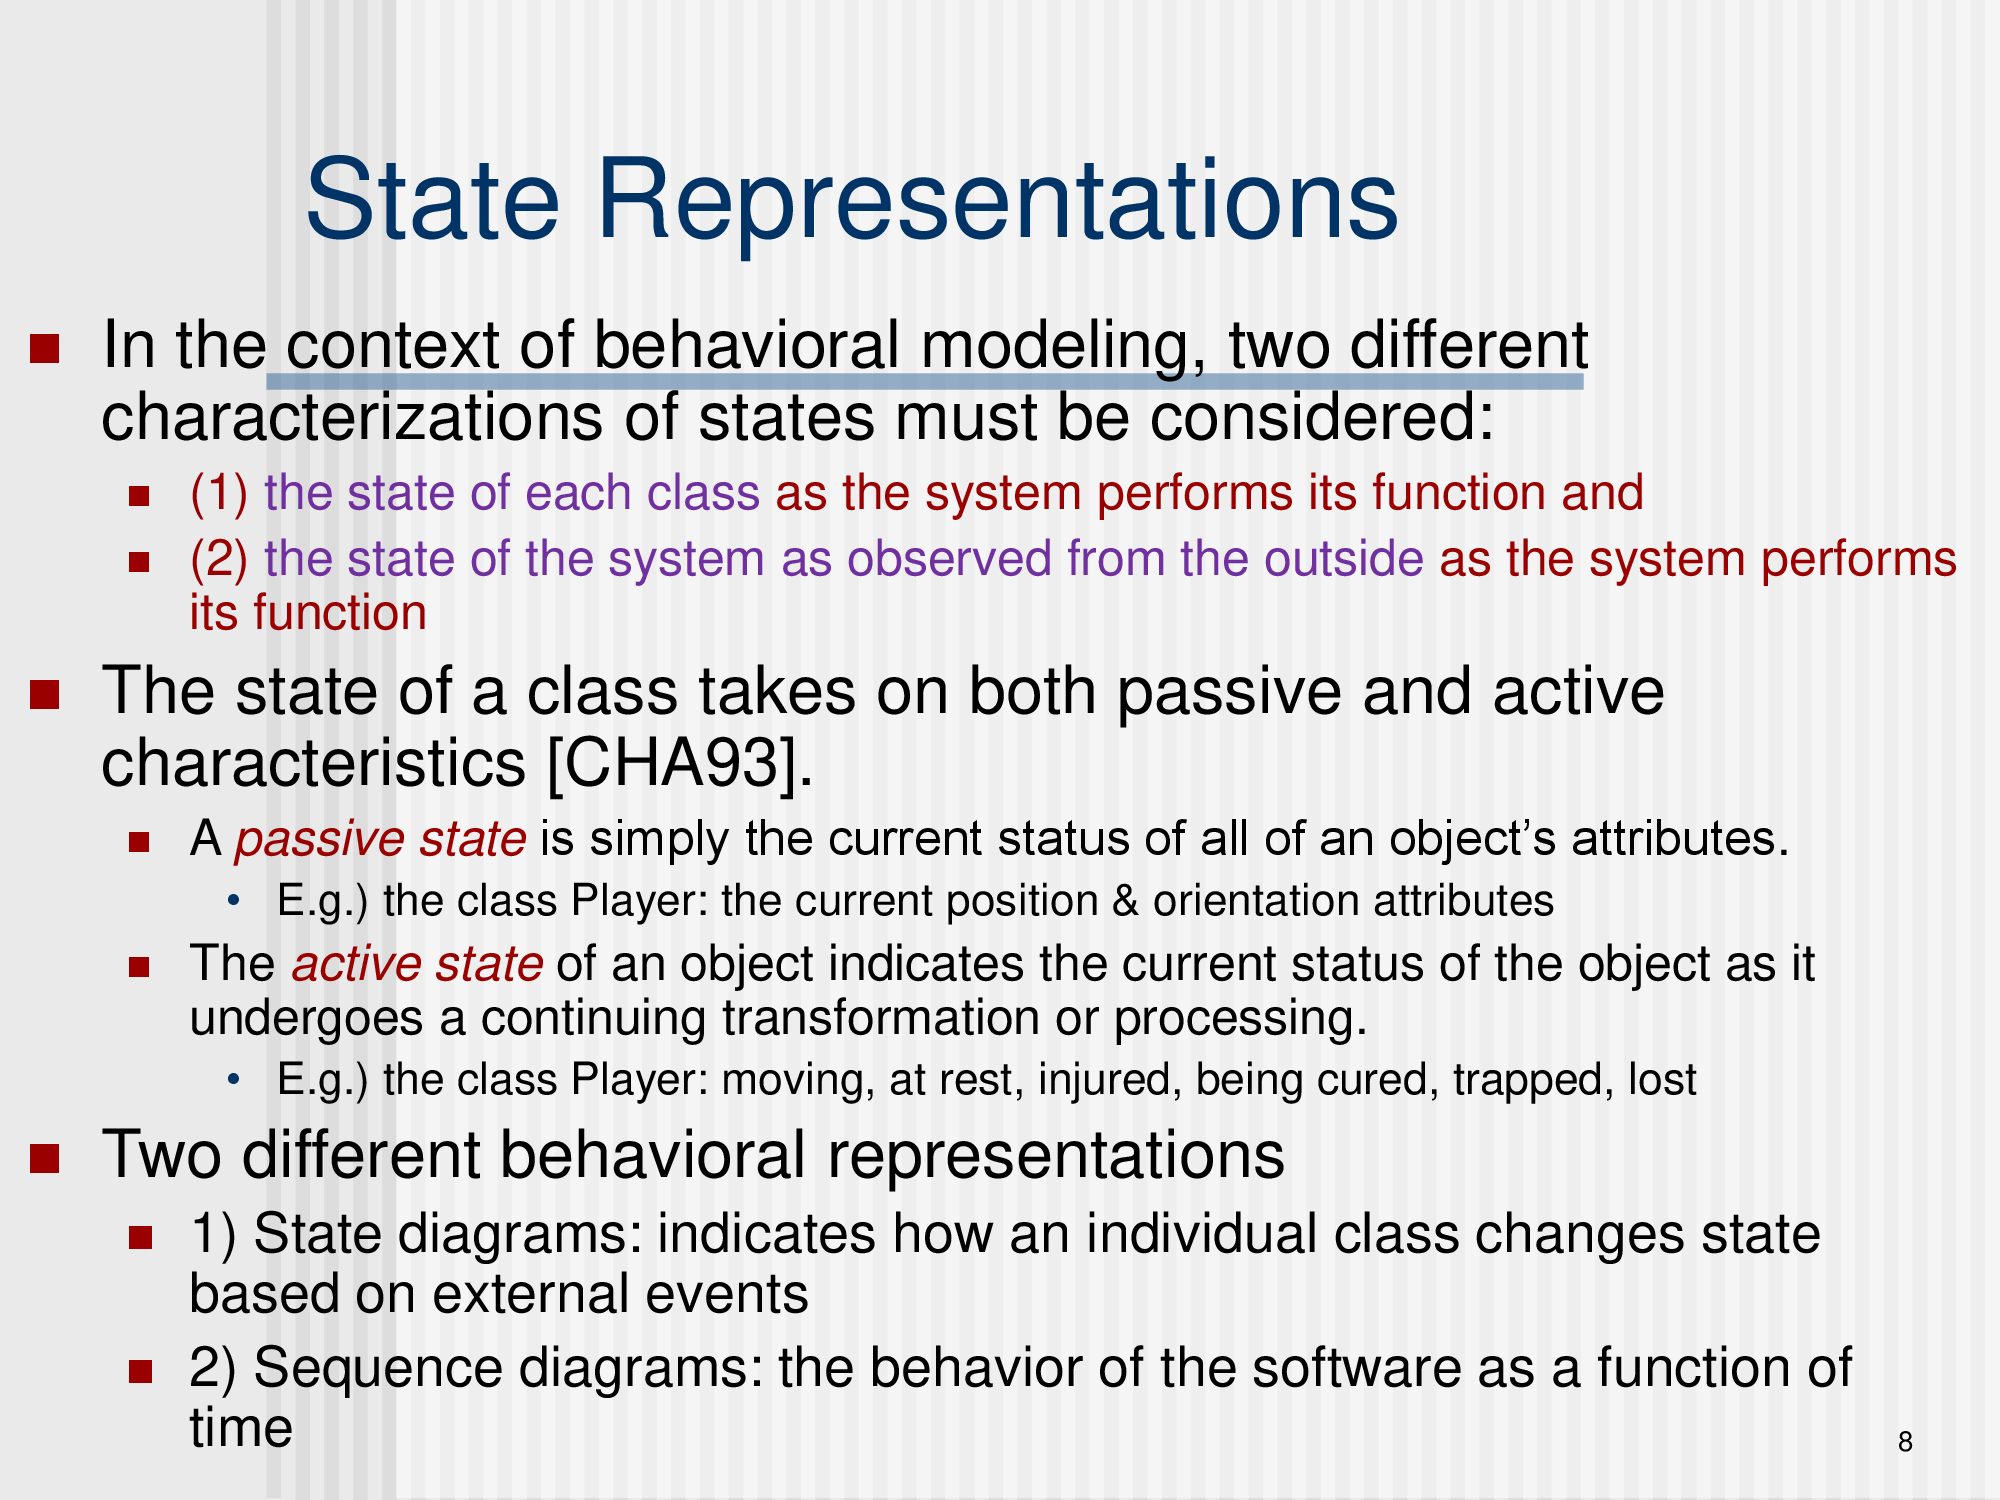 State Representations
In the context of behavioral modeling, two different
characterizations of states must be considered:
(1) the state of each class as the system performs its function and
(2) the state of the system as observed from the outside as the system performs
its function
The state of a class takes on both passive and active
characteristics [CHA93].
A passive state is simply the current status of all of an object’s attributes.
• E.g.) the class Player: the current position & orientation attributes
The active state of an object indicates the current status of the object as it
undergoes a continuing transformation or processing.
• E.g.) the class Player: moving, at rest, injured, being cured, trapped, lost
Two different behavioral representations
1) State diagrams: indicates how an individual class changes state
based on external events
2) Sequence diagrams: the behavior of the software as a function of
time
8